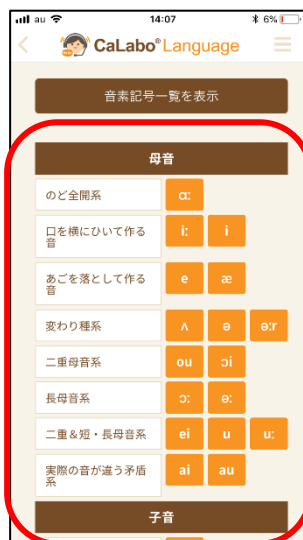 au 14:07 6%
CaLabo® Language
音素記号一覧を表示
母音
のど全開系 ɑː
口を横にひいて作る音 iː i
あごを落として作る音 e æ
変わり種系 ʌ ə əːr
二重母音系 ou ɔi
長母音系 ɔː əː
二重&短・長母音系 ei u uː
実際の音が違う矛盾系 ai au
子音